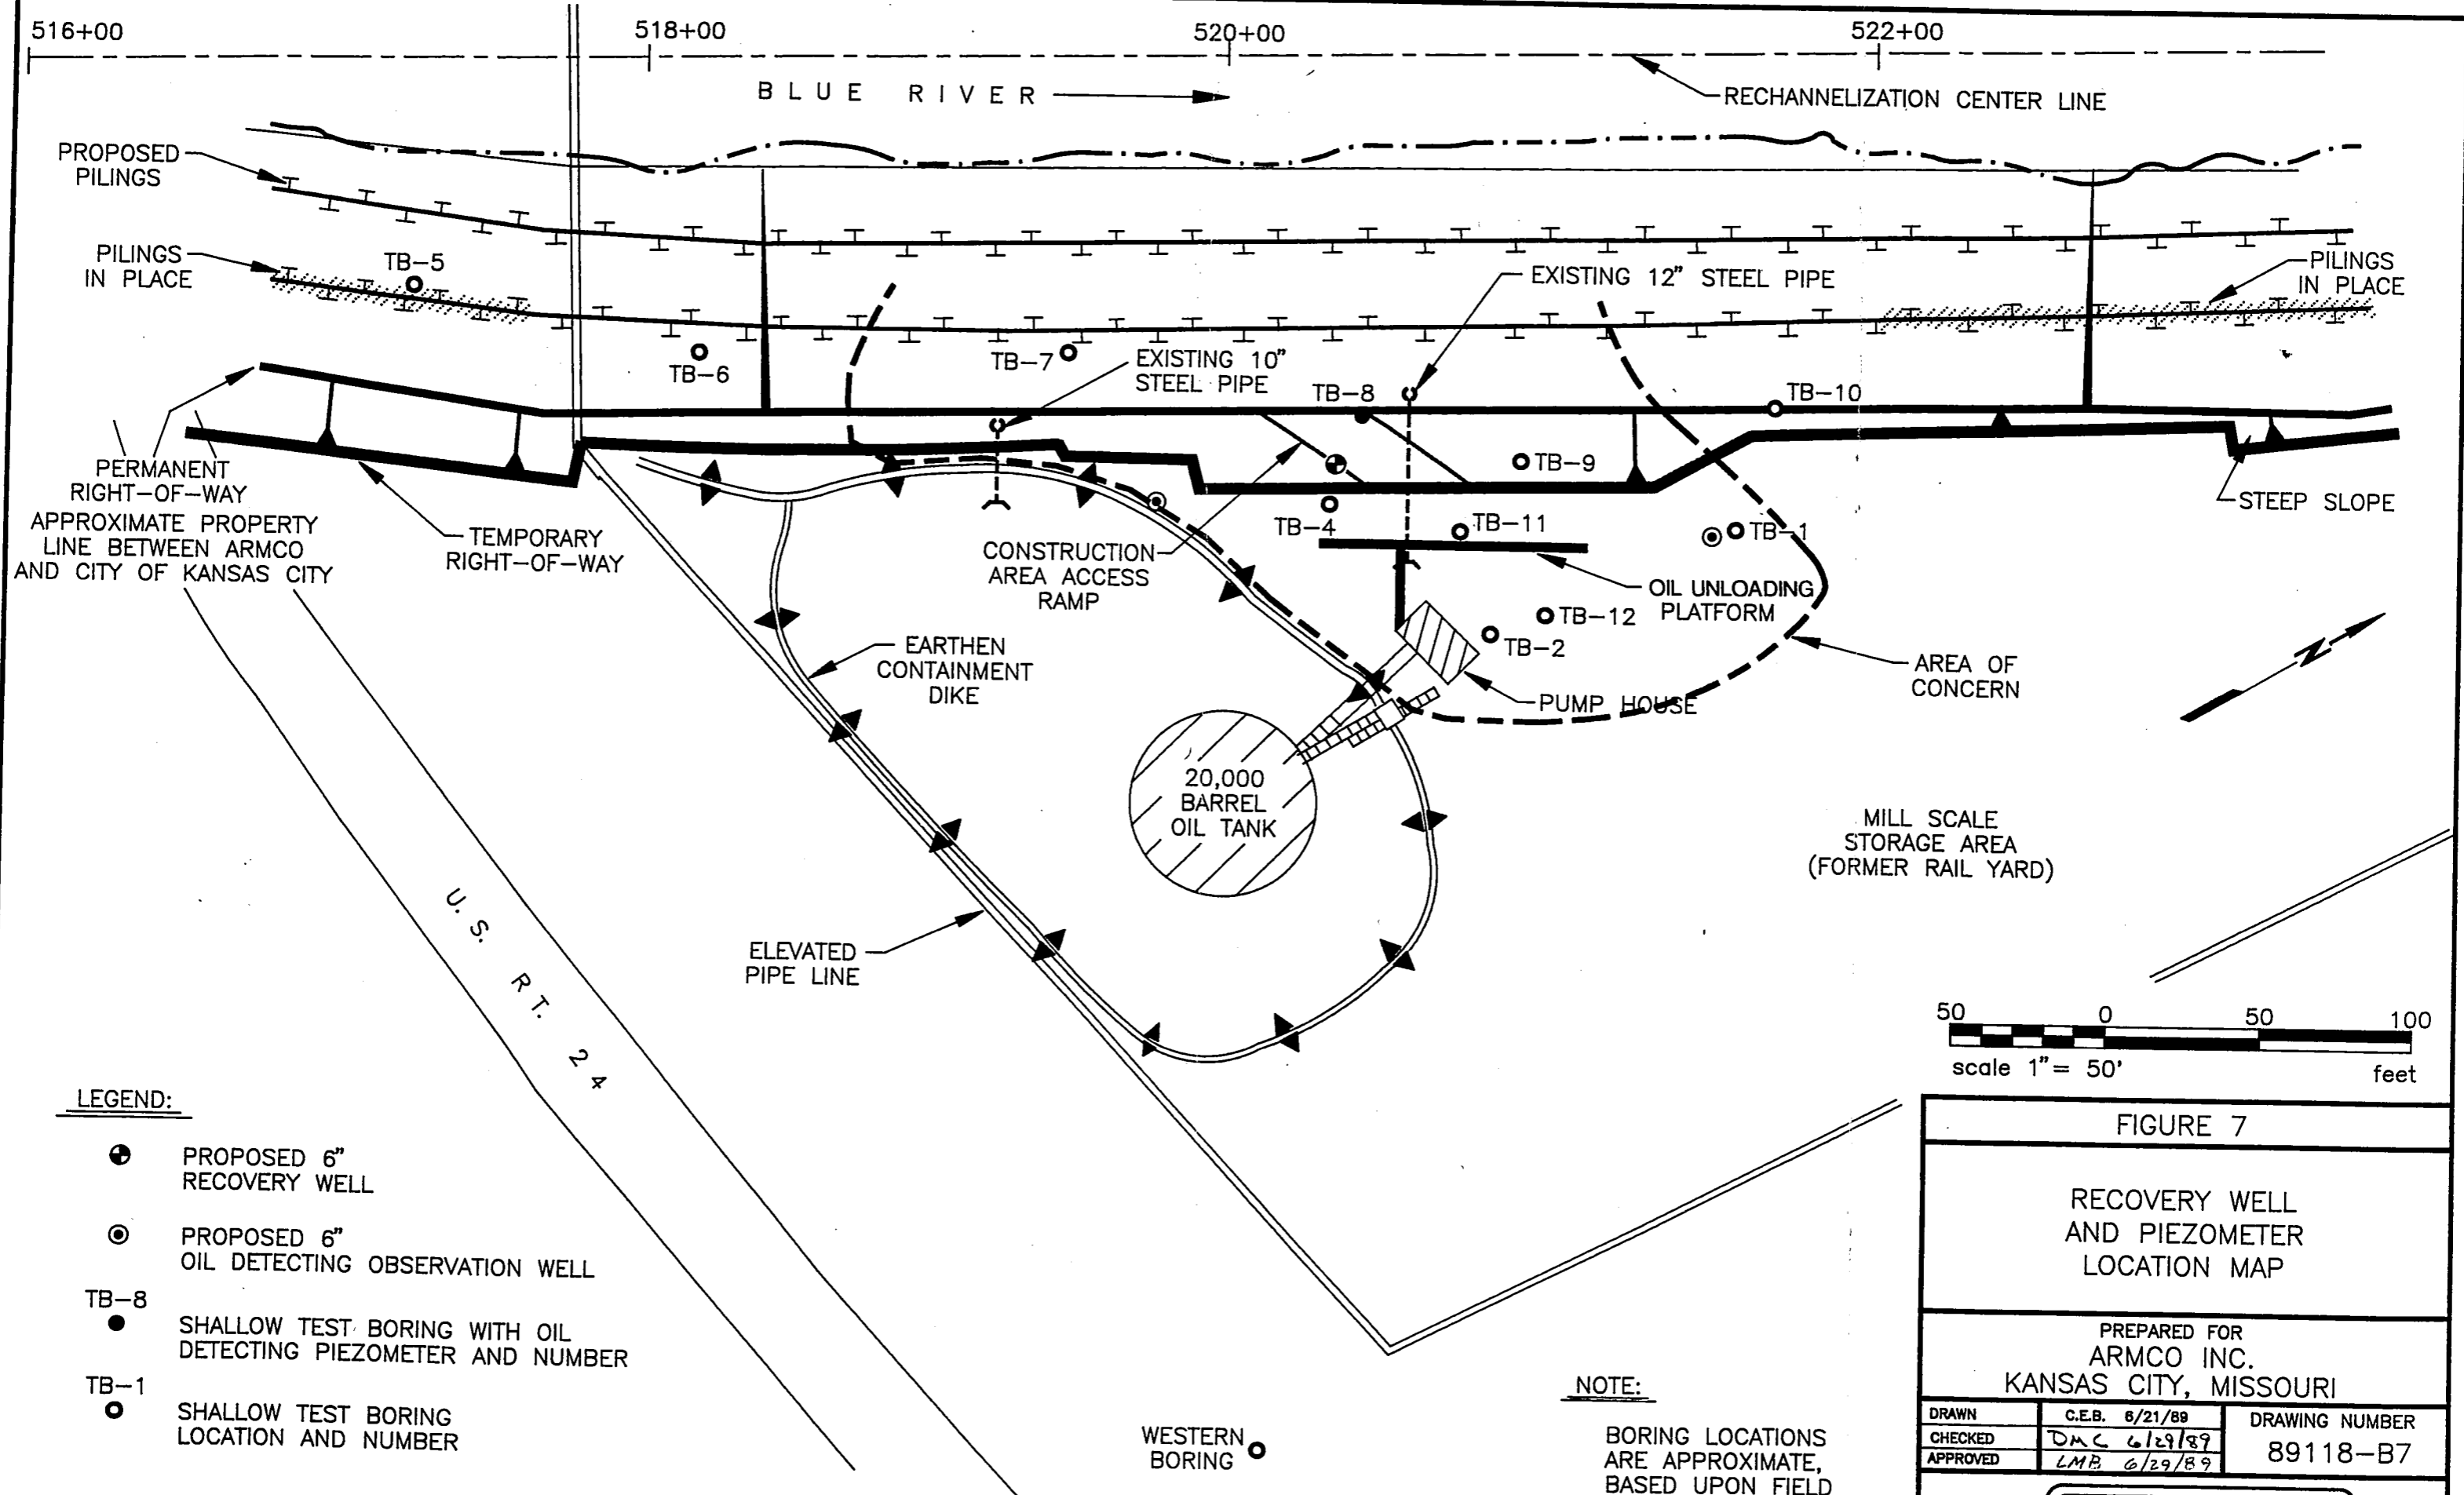 516+00
518+00
520+00
522+00
BLUE RIVER
RECHANNELIZATION CENTER LINE
PROPOSED
PILINGS
PILINGS
IN PLACE
TB-5
EXISTING 12" STEEL PIPE
PILINGS
IN PLACE
TB-6
TB-7
EXISTING 10"
STEEL PIPE
TB-8
TB-10
PERMANENT
RIGHT-OF-WAY
TB-9
STEEP SLOPE
APPROXIMATE PROPERTY
LINE BETWEEN ARMCO
AND CITY OF KANSAS CITY
TEMPORARY
RIGHT-OF-WAY
TB-4
TB-11
TB-1
CONSTRUCTION
AREA ACCESS
RAMP
OIL UNLOADING
PLATFORM
TB-12
TB-2
EARTHEN
CONTAINMENT
DIKE
N
AREA OF
CONCERN
PUMP HOUSE
20,000
BARREL
OIL TANK
MILL SCALE
STORAGE AREA
(FORMER RAIL YARD)
U.S. RT. 24
ELEVATED
PIPE LINE
50 0 50 100
scale 1"= 50' feet
LEGEND:
PROPOSED 6"
RECOVERY WELL
PROPOSED 6"
OIL DETECTING OBSERVATION WELL
TB-8
SHALLOW TEST BORING WITH OIL
DETECTING PIEZOMETER AND NUMBER
TB-1
SHALLOW TEST BORING
LOCATION AND NUMBER
WESTERN
BORING
NOTE:
BORING LOCATIONS
ARE APPROXIMATE,
BASED UPON FIELD
FIGURE 7
RECOVERY WELL
AND PIEZOMETER
LOCATION MAP
PREPARED FOR
ARMCO INC.
KANSAS CITY, MISSOURI
DRAWN C.E.B. 6/21/89
CHECKED DMC 6/29/89
APPROVED LMB 6/29/89
DRAWING NUMBER
89118-B7